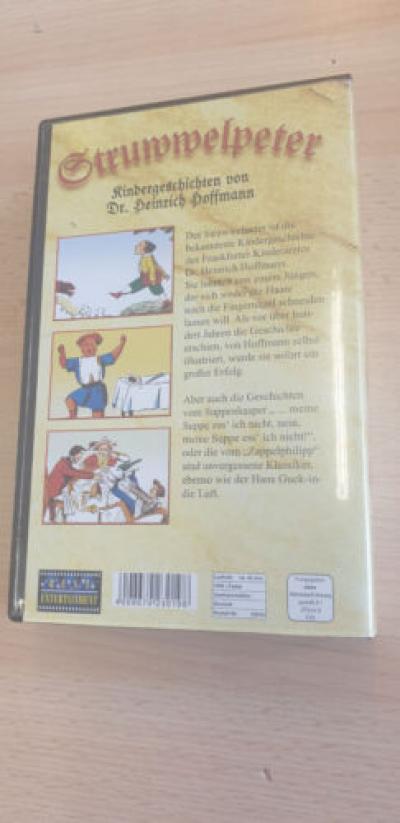 Struwwelpeter
Kindergeschichten von
Dr. Heinrich Hoffmann
Der Struwwelpeter ist die
bekannteste Kindergeschichte
des Frankfurter Kinderarztes
Dr. Heinrich Hoffmann.
Sie handelt von einem Jungen,
der sich weder die Haare
noch die Fingernägel schneiden
lassen will. Als vor über hun-
dert Jahren die Geschichte
erschien, von Hoffmann selbst
illustriert, wurde sie sofort ein
großer Erfolg.
Aber auch die Geschichten
vom Suppenkasper „ ... meine
Suppe ess' ich nicht, nein,
meine Suppe ess' ich nicht!“,
oder die vom „Zappelphilipp“
sind unvergessene Klassiker,
ebenso wie der Hans Guck-in-
die Luft.
ENTERTAINMENT